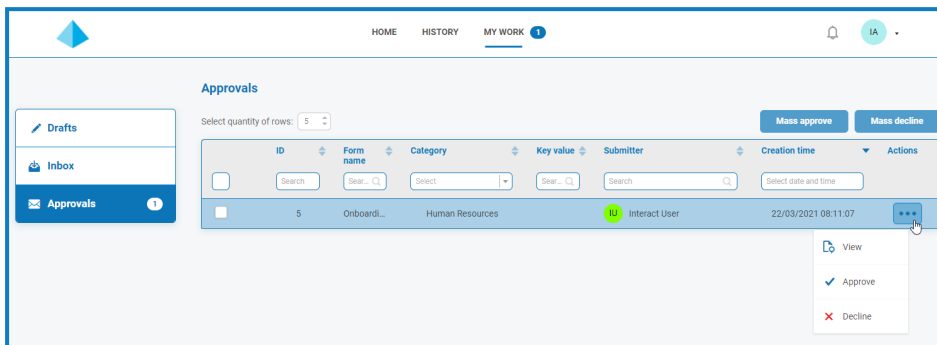 HOME HISTORY MY WORK 1 IA
Approvals
Select quantity of rows: 5 Mass approve Mass decline
Drafts
Inbox
Approvals 1
ID Form name Category Key value Submitter Creation time Actions
Search Sear... Select Sear... Search Select date and time
5 Onboardi... Human Resources IU Interact User 22/03/2021 08:11:07
View
Approve
Decline